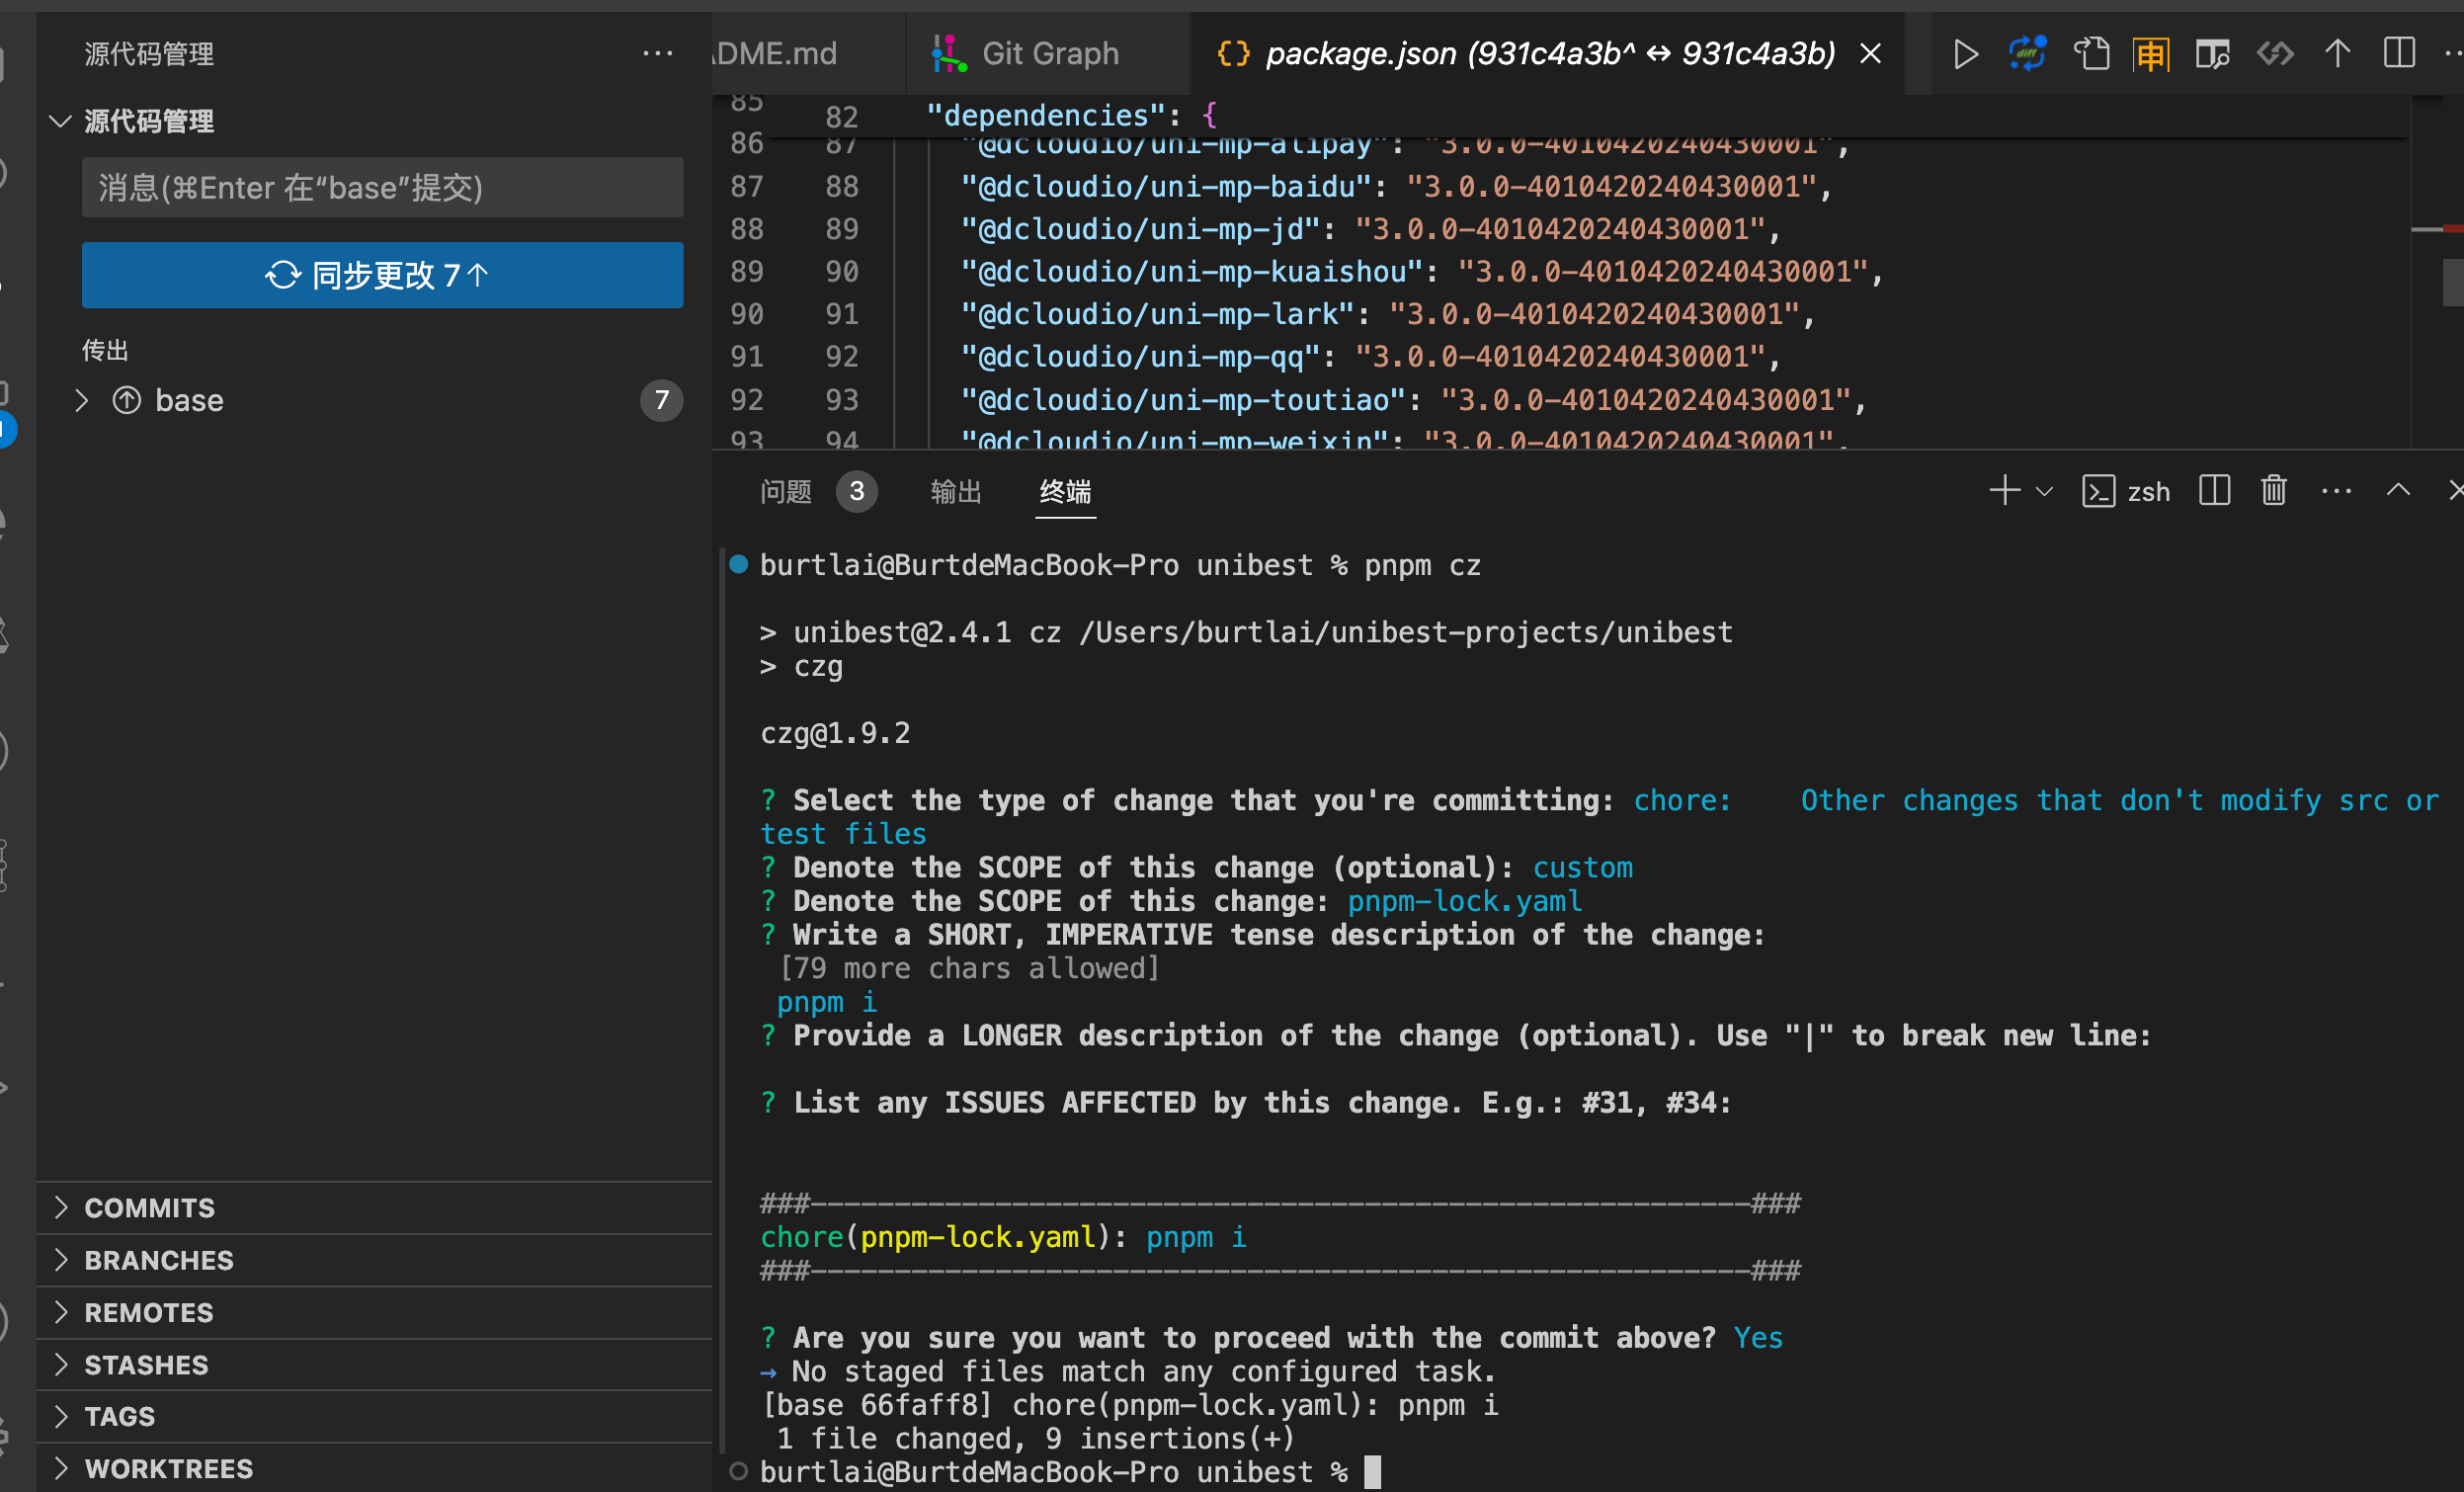 源代码管理
源代码管理
消息(⌘Enter 在“base”提交)
同步更改 7↑
传出
base
7
COMMITS
BRANCHES
REMOTES
STASHES
TAGS
WORKTREES
DME.md
Git Graph
{} package.json (931c4a3b^ ↔ 931c4a3b)
85 82 "dependencies": {
86 87 "@dcloudio/uni-mp-alipay": "3.0.0-4010420240430001",
87 88 "@dcloudio/uni-mp-baidu": "3.0.0-4010420240430001",
88 89 "@dcloudio/uni-mp-jd": "3.0.0-4010420240430001",
89 90 "@dcloudio/uni-mp-kuaishou": "3.0.0-4010420240430001",
90 91 "@dcloudio/uni-mp-lark": "3.0.0-4010420240430001",
91 92 "@dcloudio/uni-mp-qq": "3.0.0-4010420240430001",
92 93 "@dcloudio/uni-mp-toutiao": "3.0.0-4010420240430001",
93 94 "@dcloudio/uni-mp-weixin": "3.0.0-4010420240430001",
问题 3 输出 终端
zsh
burtlai@BurtdeMacBook-Pro unibest % pnpm cz
> unibest@2.4.1 cz /Users/burtlai/unibest-projects/unibest
> czg
czg@1.9.2
? Select the type of change that you're committing: chore: Other changes that don't modify src or
test files
? Denote the SCOPE of this change (optional): custom
? Denote the SCOPE of this change: pnpm-lock.yaml
? Write a SHORT, IMPERATIVE tense description of the change:
[79 more chars allowed]
pnpm i
? Provide a LONGER description of the change (optional). Use "|" to break new line:
? List any ISSUES AFFECTED by this change. E.g.: #31, #34:
###--------------------------------------------------------###
chore(pnpm-lock.yaml): pnpm i
###--------------------------------------------------------###
? Are you sure you want to proceed with the commit above? Yes
→ No staged files match any configured task.
[base 66faff8] chore(pnpm-lock.yaml): pnpm i
1 file changed, 9 insertions(+)
burtlai@BurtdeMacBook-Pro unibest %